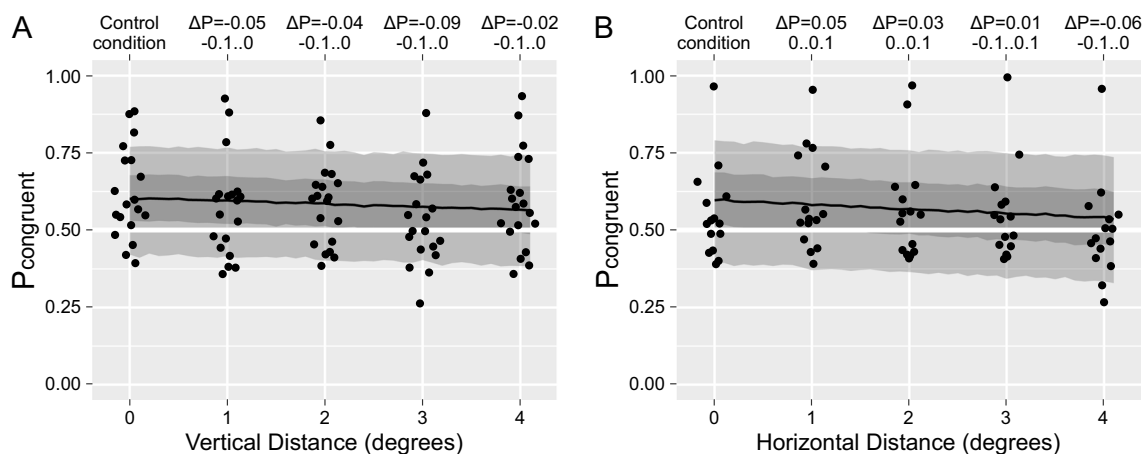 A
Control condition
ΔP=-0.05
-0.1..0
ΔP=-0.04
-0.1..0
ΔP=-0.09
-0.1..0
ΔP=-0.02
-0.1..0
1.00
0.75
0.50
0.25
0.00
Pcongruent
0 1 2 3 4
Vertical Distance (degrees)
B
Control condition
ΔP=0.05
0..0.1
ΔP=0.03
0..0.1
ΔP=0.01
-0.1..0.1
ΔP=-0.06
-0.1..0
1.00
0.75
0.50
0.25
0.00
Pcongruent
0 1 2 3 4
Horizontal Distance (degrees)